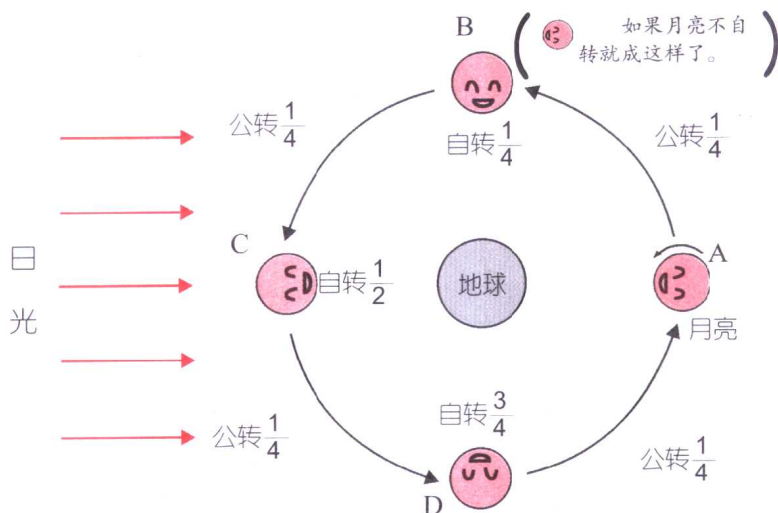 B
如果月亮不自
转就成这样了。
公转1/4
自转1/4
公转1/4
C
日光
自转1/2
地球
A
月亮
公转1/4
自转3/4
D
公转1/4